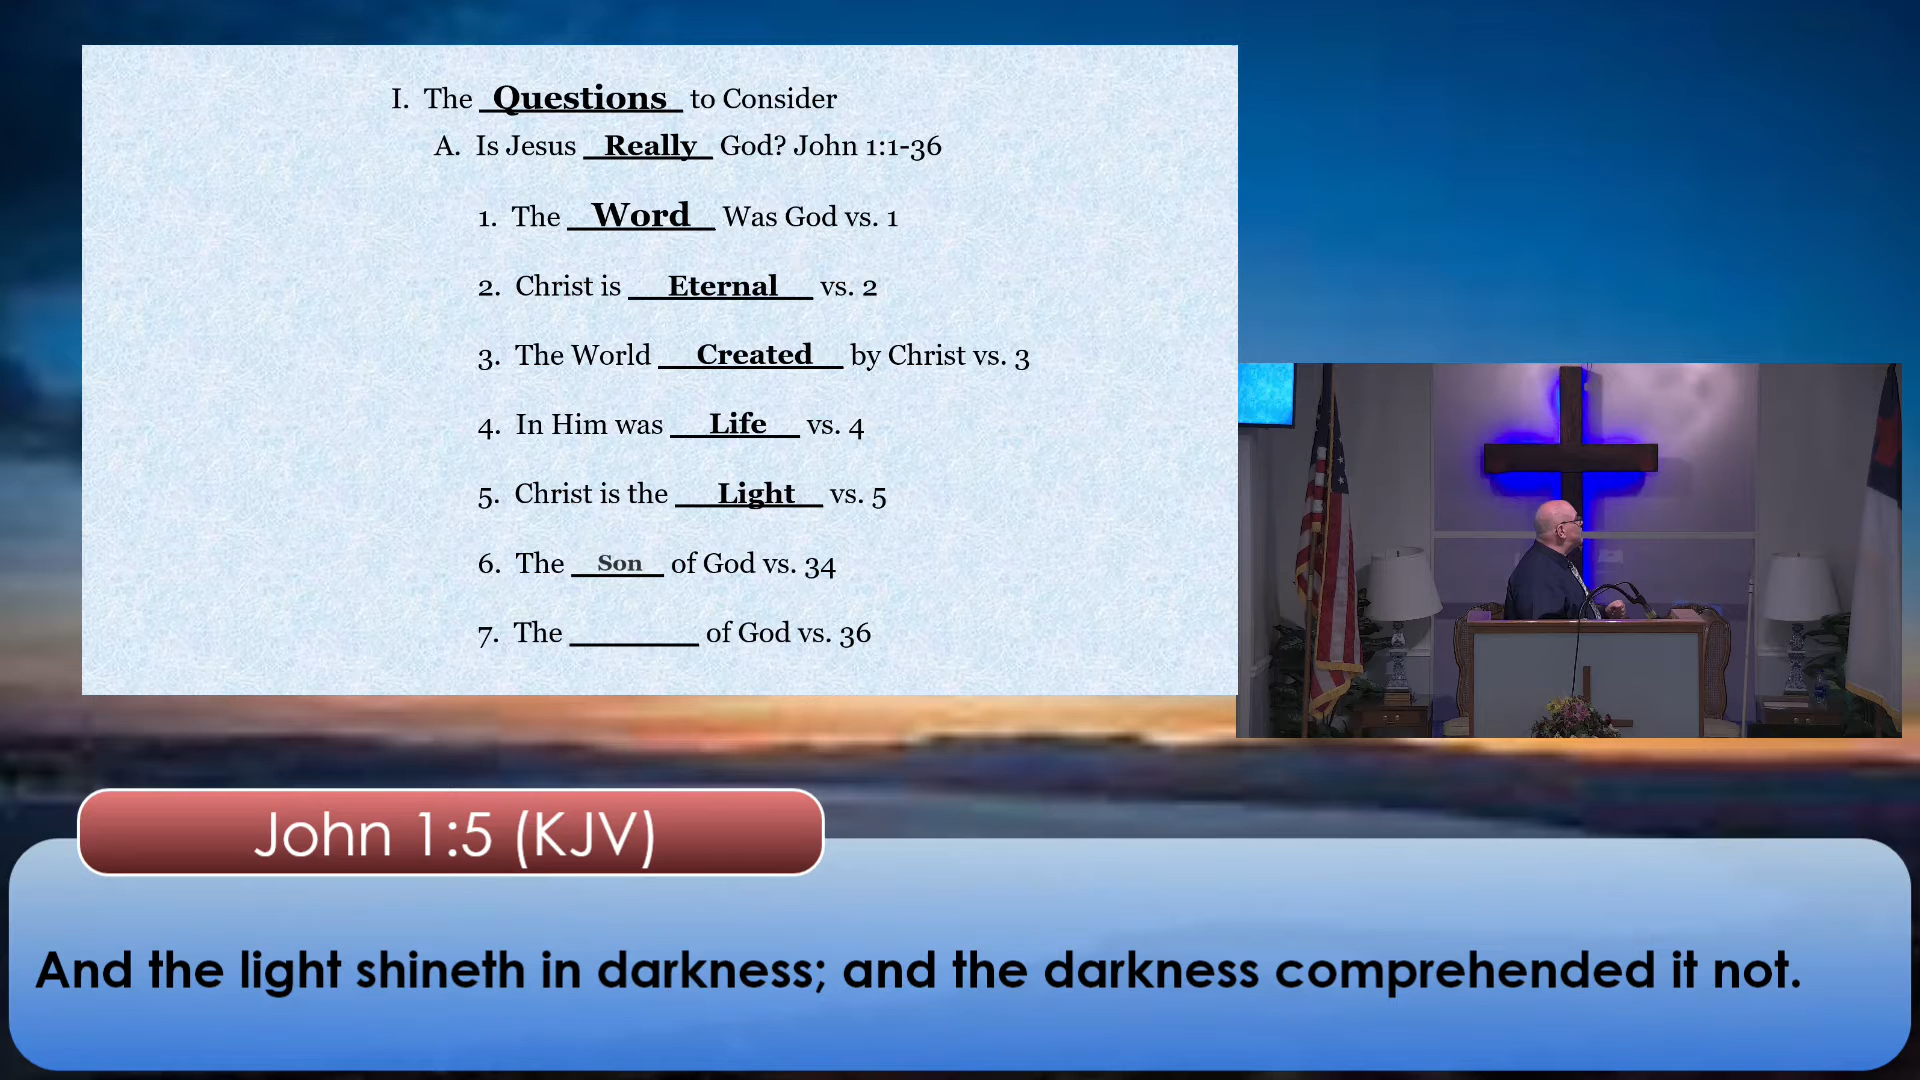 I. The Questions to Consider
A. Is Jesus Really God? John 1:1-36
1. The Word Was God vs. 1
2. Christ is Eternal vs. 2
3. The World Created by Christ vs. 3
4. In Him was Life vs. 4
5. Christ is the Light vs. 5
6. The Son of God vs. 34
7. The ________ of God vs. 36
John 1:5 (KJV)
And the light shineth in darkness; and the darkness comprehended it not.